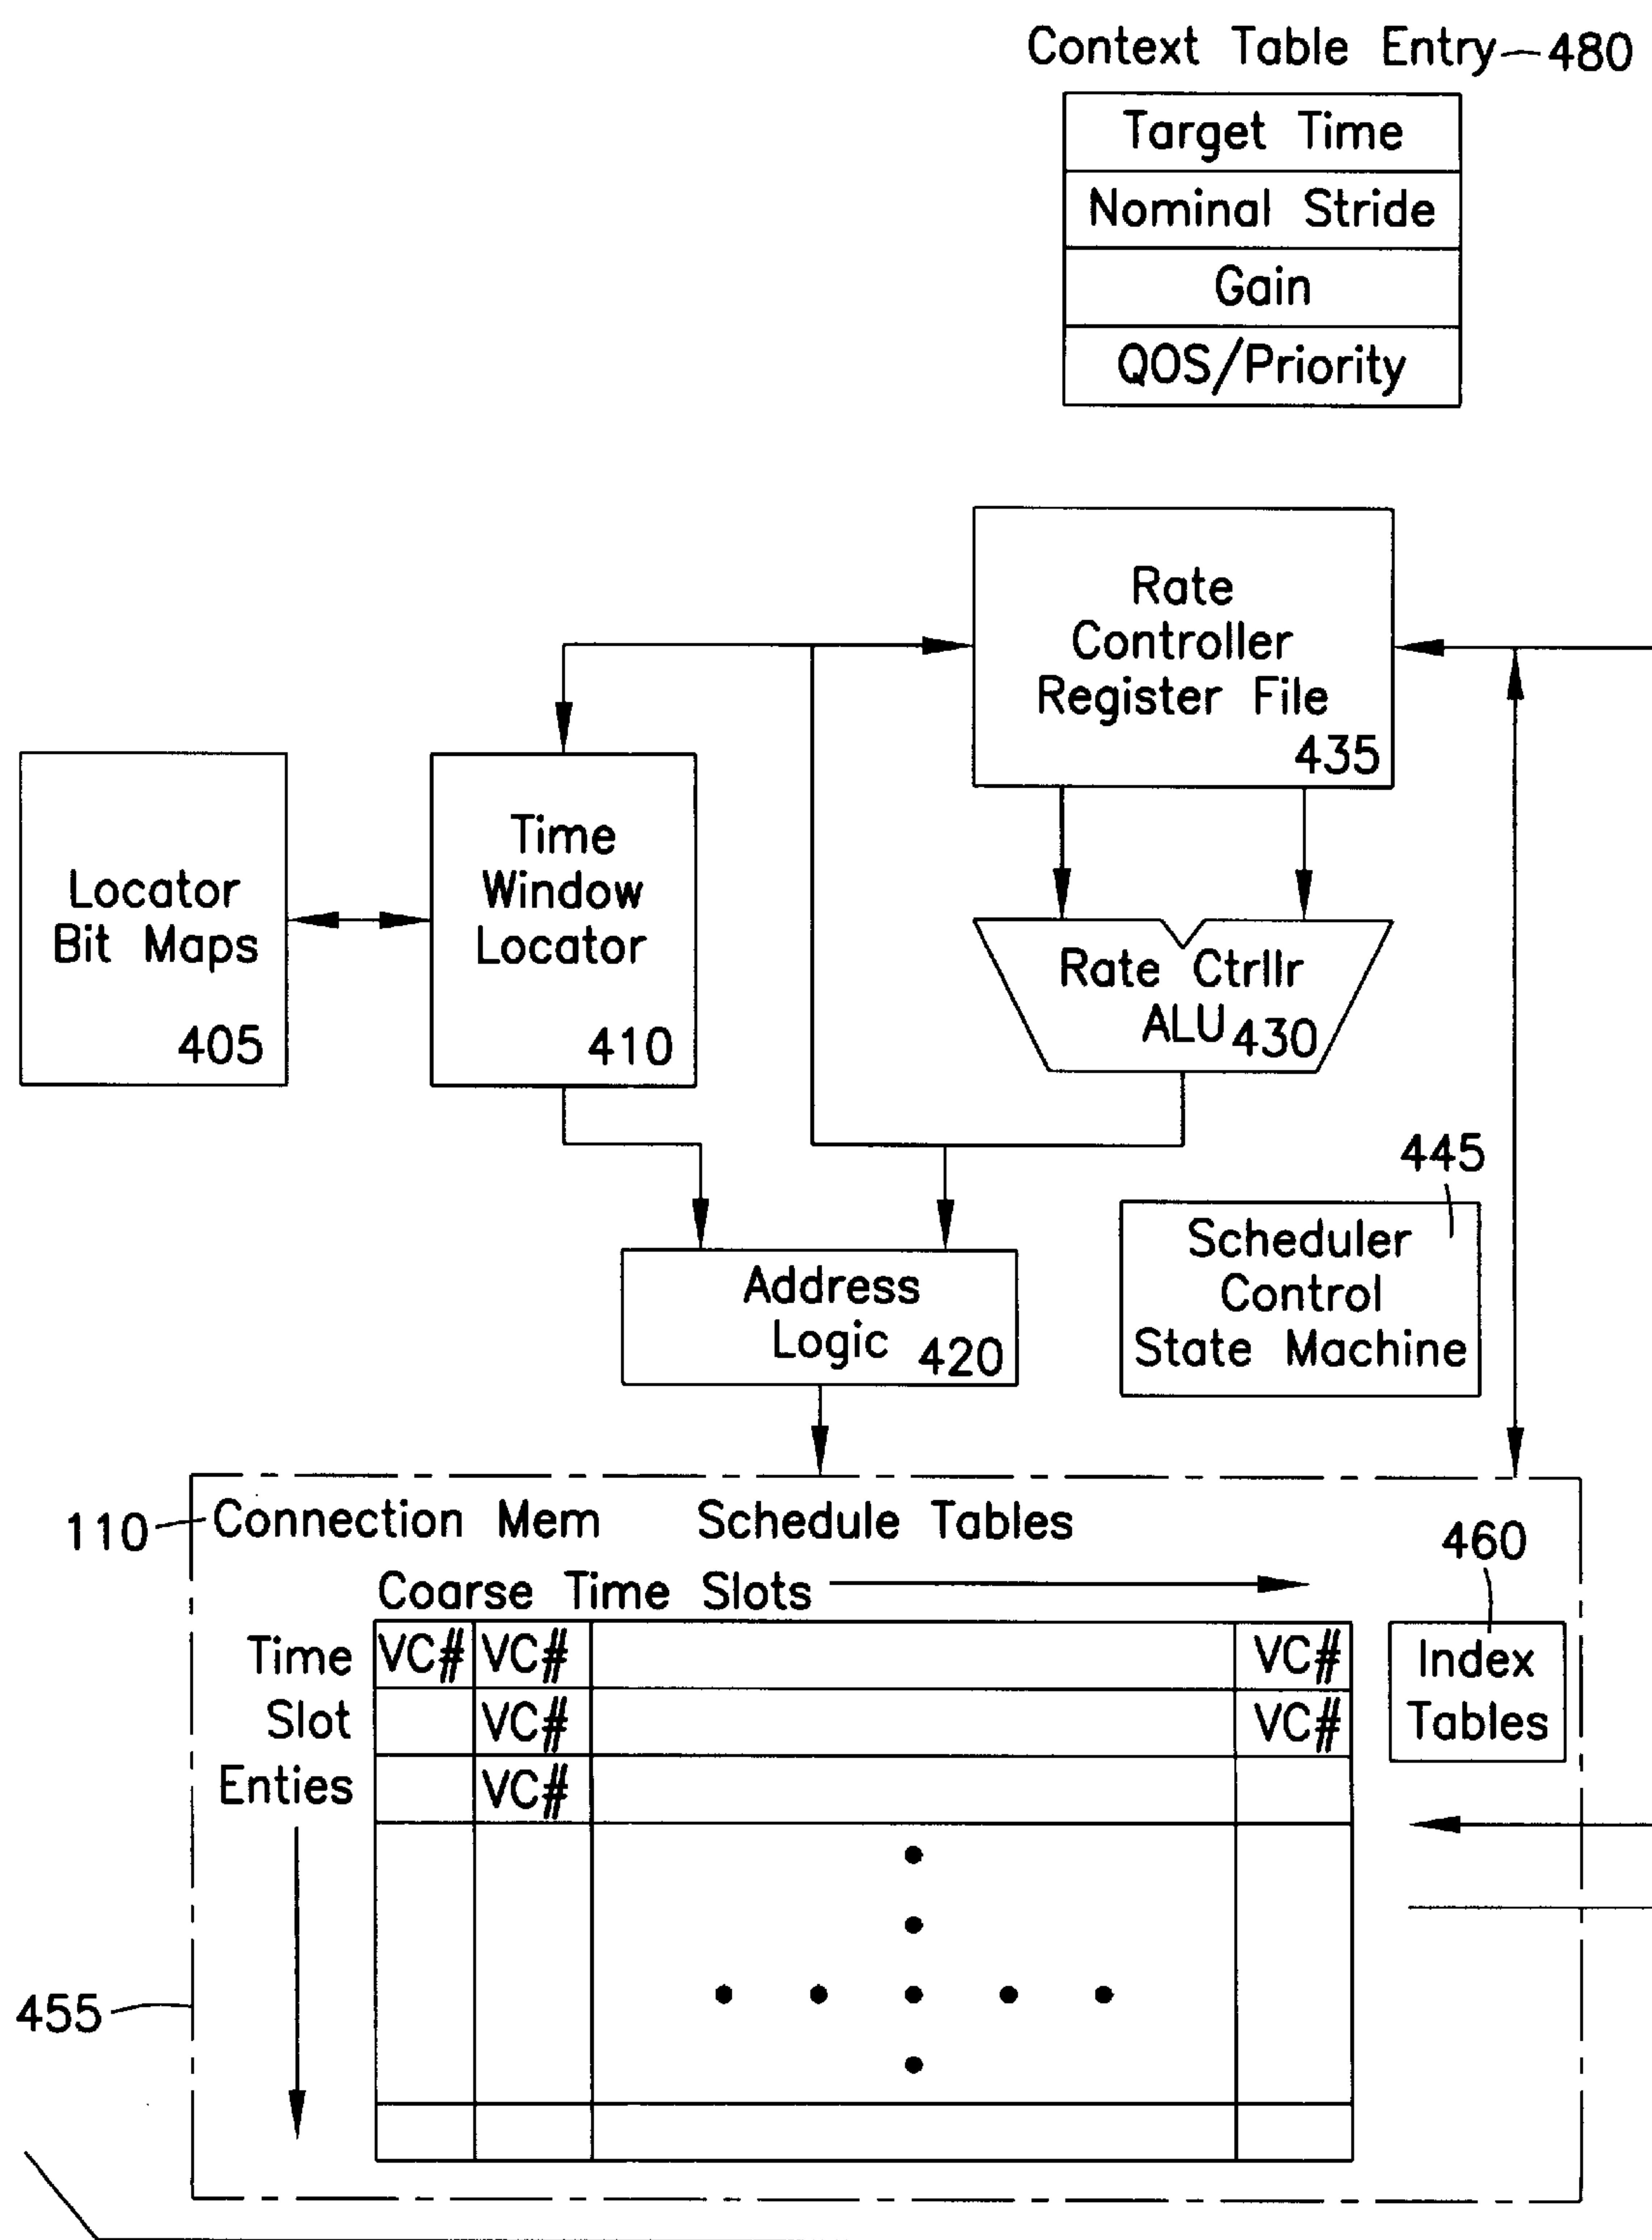 Context Table Entry 480
Target Time
Nominal Stride
Gain
QOS/Priority
Rate
Controller
Register File
435
Time
Window
Locator
410
Locator
Bit Maps
405
Rate Ctrllr
ALU 430
445
Scheduler
Control
State Machine
Address
Logic 420
110 Connection Mem Schedule Tables
460
Coarse Time Slots
Time VC# VC# VC#
Slot VC# VC#
Enties VC#
Index
Tables
455